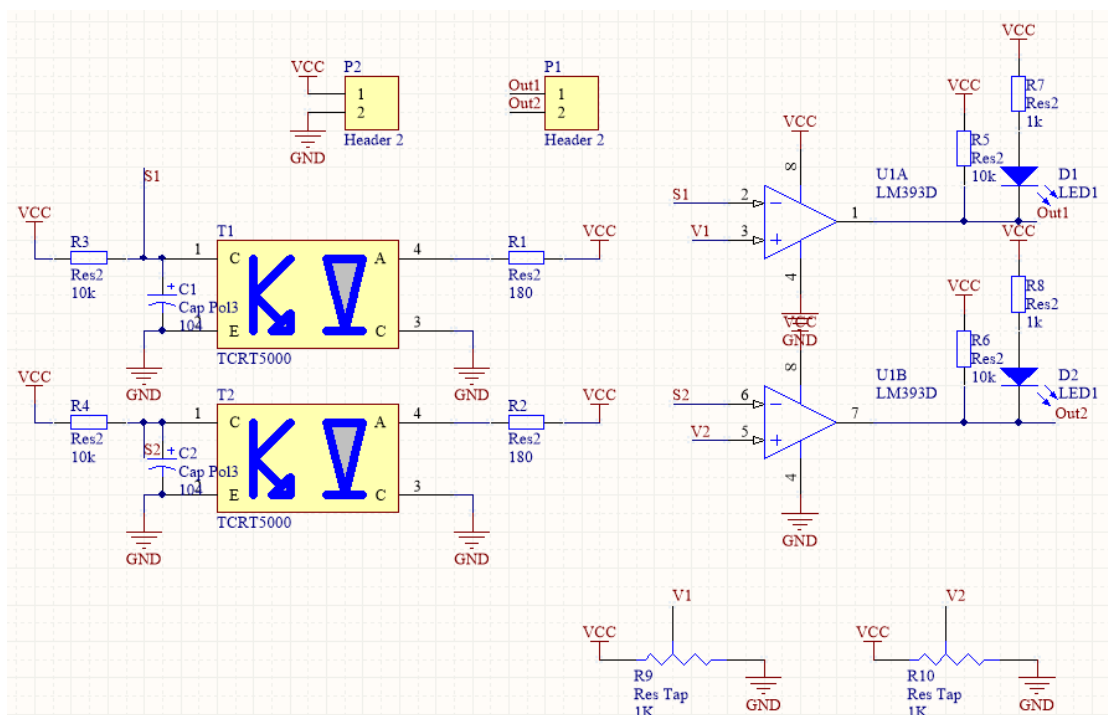 VCC
P2
1
2
Header 2
GND
Out1
Out2
P1
1
2
Header 2
S1
VCC
R3
Res2
10k
C1
Cap Pol3
104
T1
1
C
A
4
E
C
3
TCRT5000
R1
Res2
180
VCC
GND
GND
VCC
R4
Res2
10k
S2
C2
Cap Pol3
104
T2
1
C
A
4
E
C
3
TCRT5000
R2
Res2
180
VCC
GND
GND
VCC
8
S1
2
V1
3
1
4
U1A
LM393D
GND
VCC
R5
Res2
10k
VCC
R7
Res2
1k
D1
LED1
Out1
VCC
8
S2
6
V2
5
7
4
U1B
LM393D
GND
VCC
R6
Res2
10k
VCC
R8
Res2
1k
D2
LED1
Out2
V1
VCC
R9
Res Tap
1K
GND
V2
VCC
R10
Res Tap
1K
GND